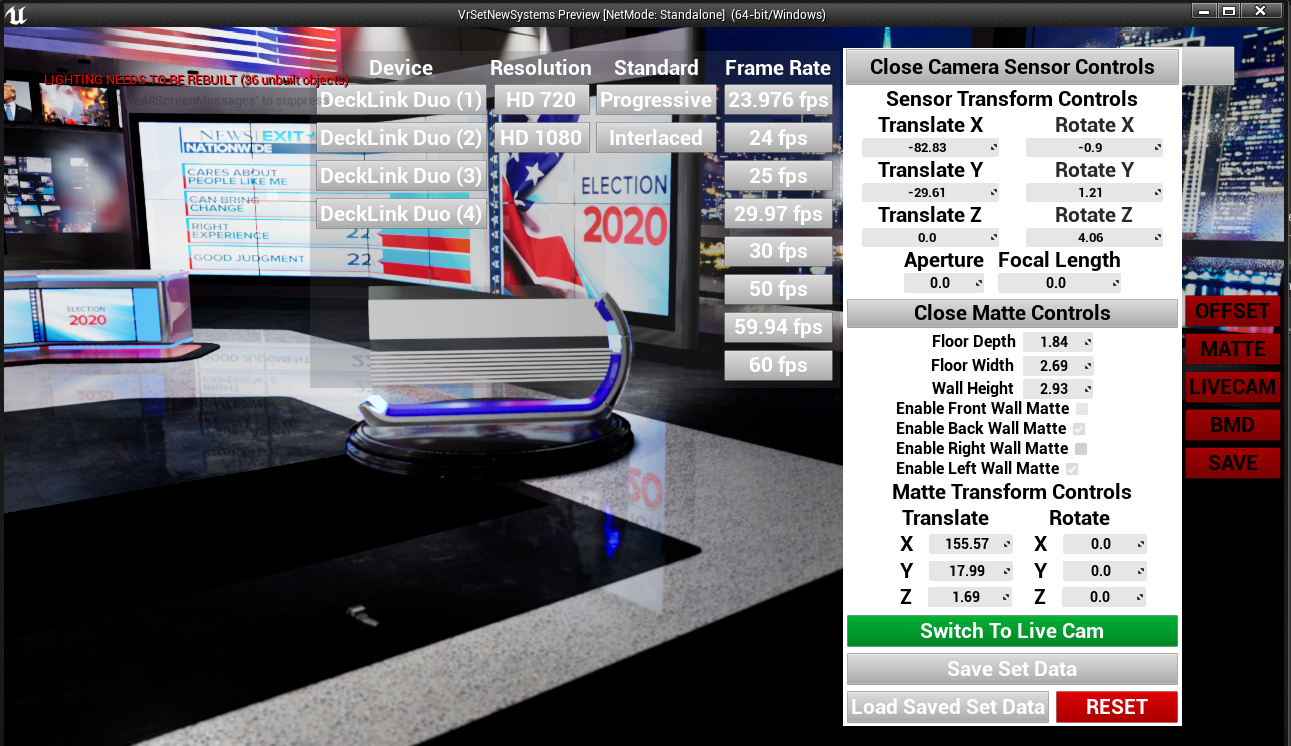 VrSetNewSystems Preview [NetMode: Standalone] (64-bit/Windows)
LIGHTING NEEDS TO BE REBUILT (36 unbuilt objects)
AllScreenMessages' to suppress
Device Resolution Standard Frame Rate
DeckLink Duo (1) HD 720 Progressive 23.976 fps
DeckLink Duo (2) HD 1080 Interlaced 24 fps
DeckLink Duo (3) 25 fps
DeckLink Duo (4) 29.97 fps
30 fps
50 fps
59.94 fps
60 fps
NEWS EXIT
NATIONWIDE
CARES ABOUT
PEOPLE LIKE ME
CAN BRING
CHANGE
RIGHT
EXPERIENCE
22
GOOD JUDGMENT 22
ELECTION
2020
ELECTION
2020
Close Camera Sensor Controls
Sensor Transform Controls
Translate X Rotate X
-82.83 -0.9
Translate Y Rotate Y
-29.61 1.21
Translate Z Rotate Z
0.0 4.06
Aperture Focal Length
0.0 0.0
Close Matte Controls
Floor Depth 1.84
Floor Width 2.69
Wall Height 2.93
Enable Front Wall Matte
Enable Back Wall Matte
Enable Right Wall Matte
Enable Left Wall Matte
Matte Transform Controls
Translate Rotate
X 155.57 X 0.0
Y 17.99 Y 0.0
Z 1.69 Z 0.0
Switch To Live Cam
Save Set Data
Load Saved Set Data RESET
OFFSET
MATTE
LIVECAM
BMD
SAVE